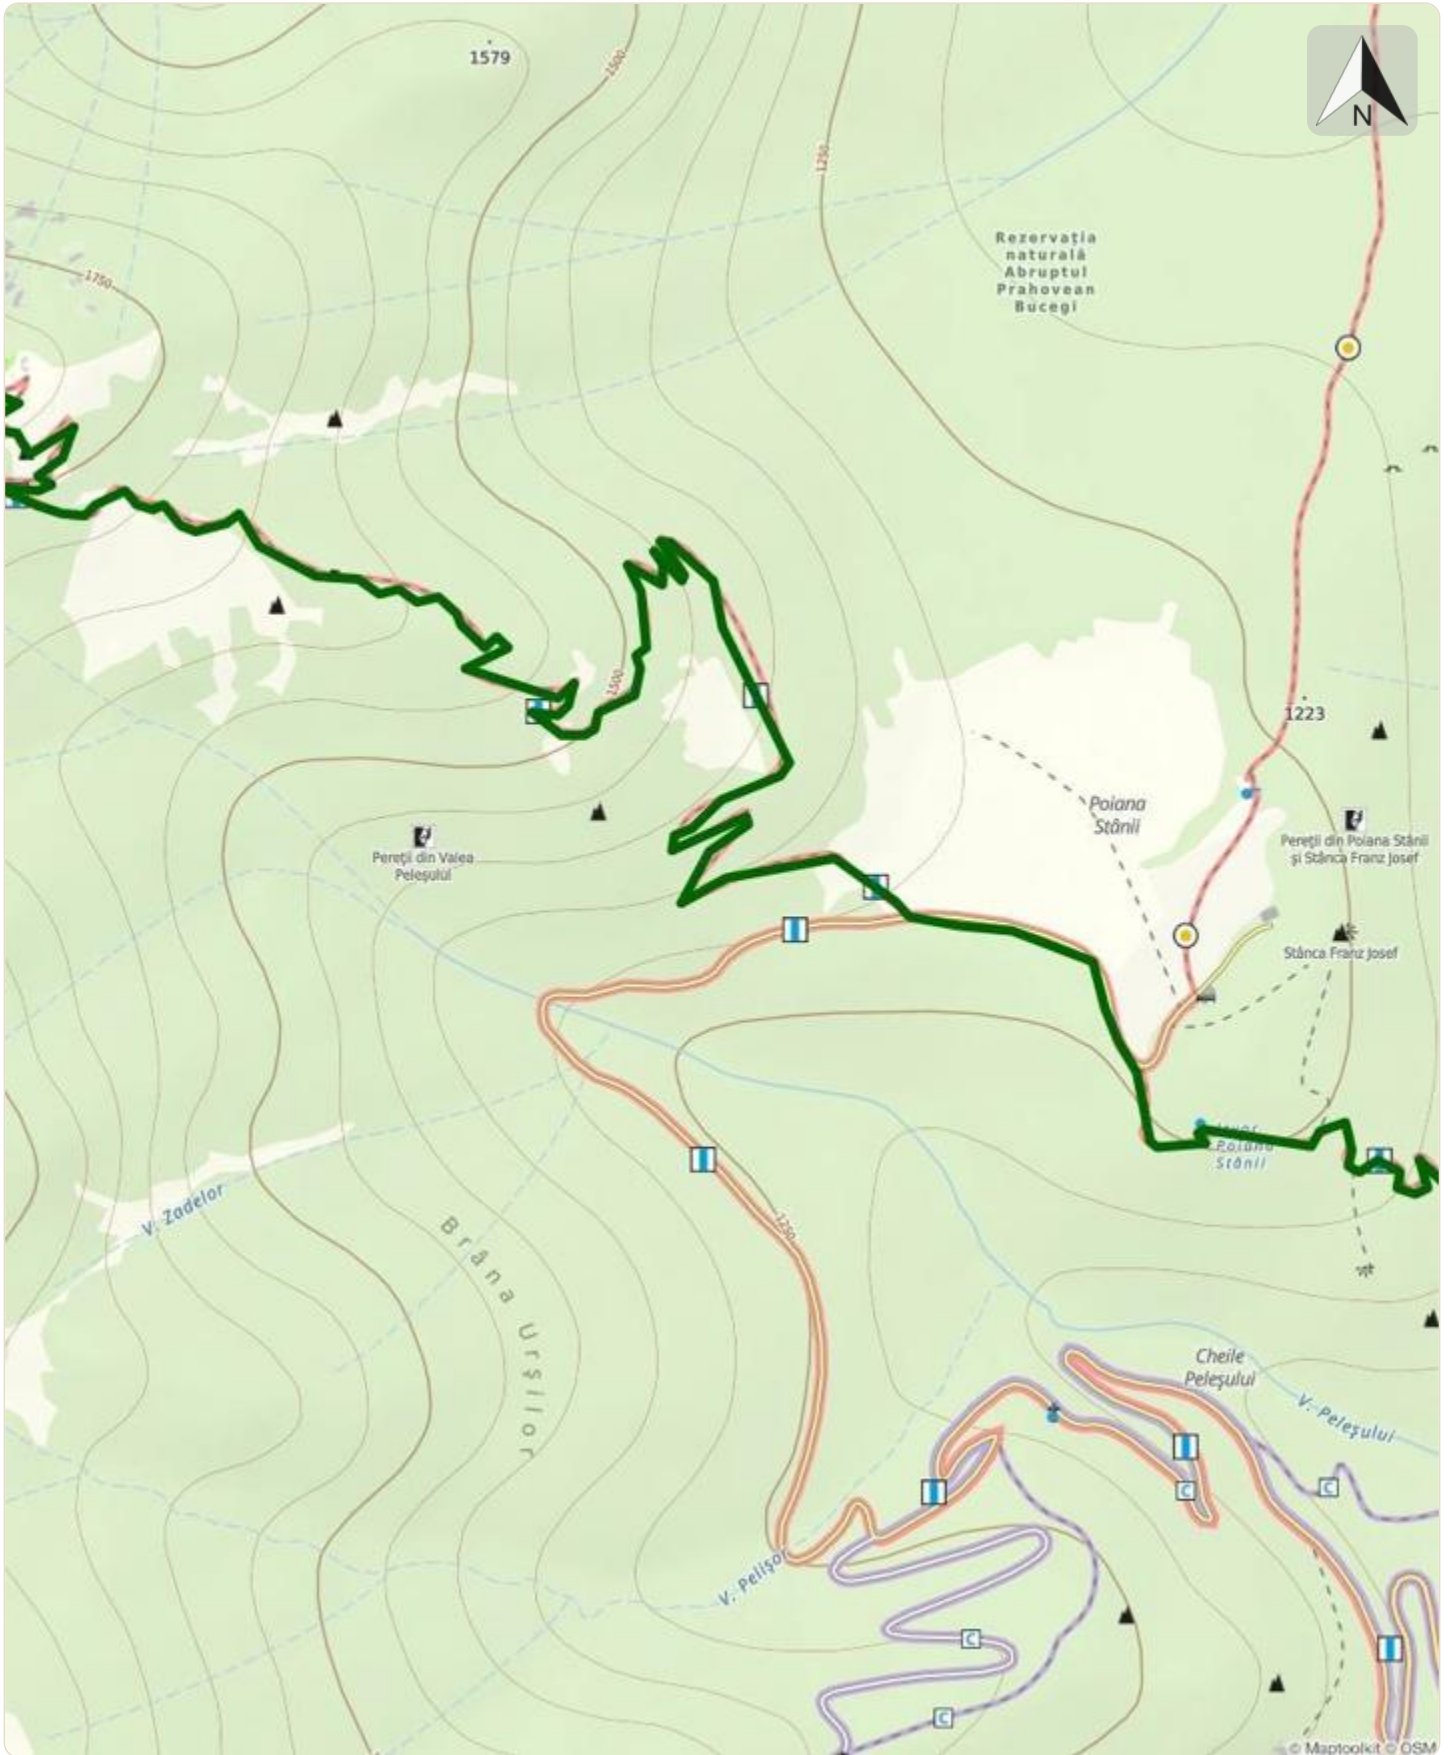 1579
1500
N
1250
Rezervația
naturală
Abruptul
Prahovean
Bucegi
1750
1500
1223
Poiana
Stânii
Pereții din Poiana Stânii
și Stânca Franz Josef
Pereții din Valea
Peleșului
Stânca Franz Josef
Izvor
Poiana
Stânii
V. Zadelor
Brâna Urșilor
1250
Cheile
Peleșului
V. Peleșului
C
C
V. Pelișor
C
C
© Maptoolkit © OSM